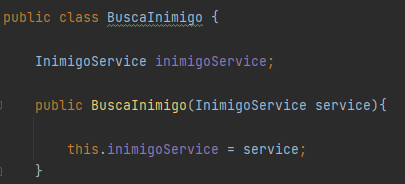 public class BuscaInimigo {
InimigoService inimigoService;
public BuscaInimigo(InimigoService service){
this.inimigoService = service;
}